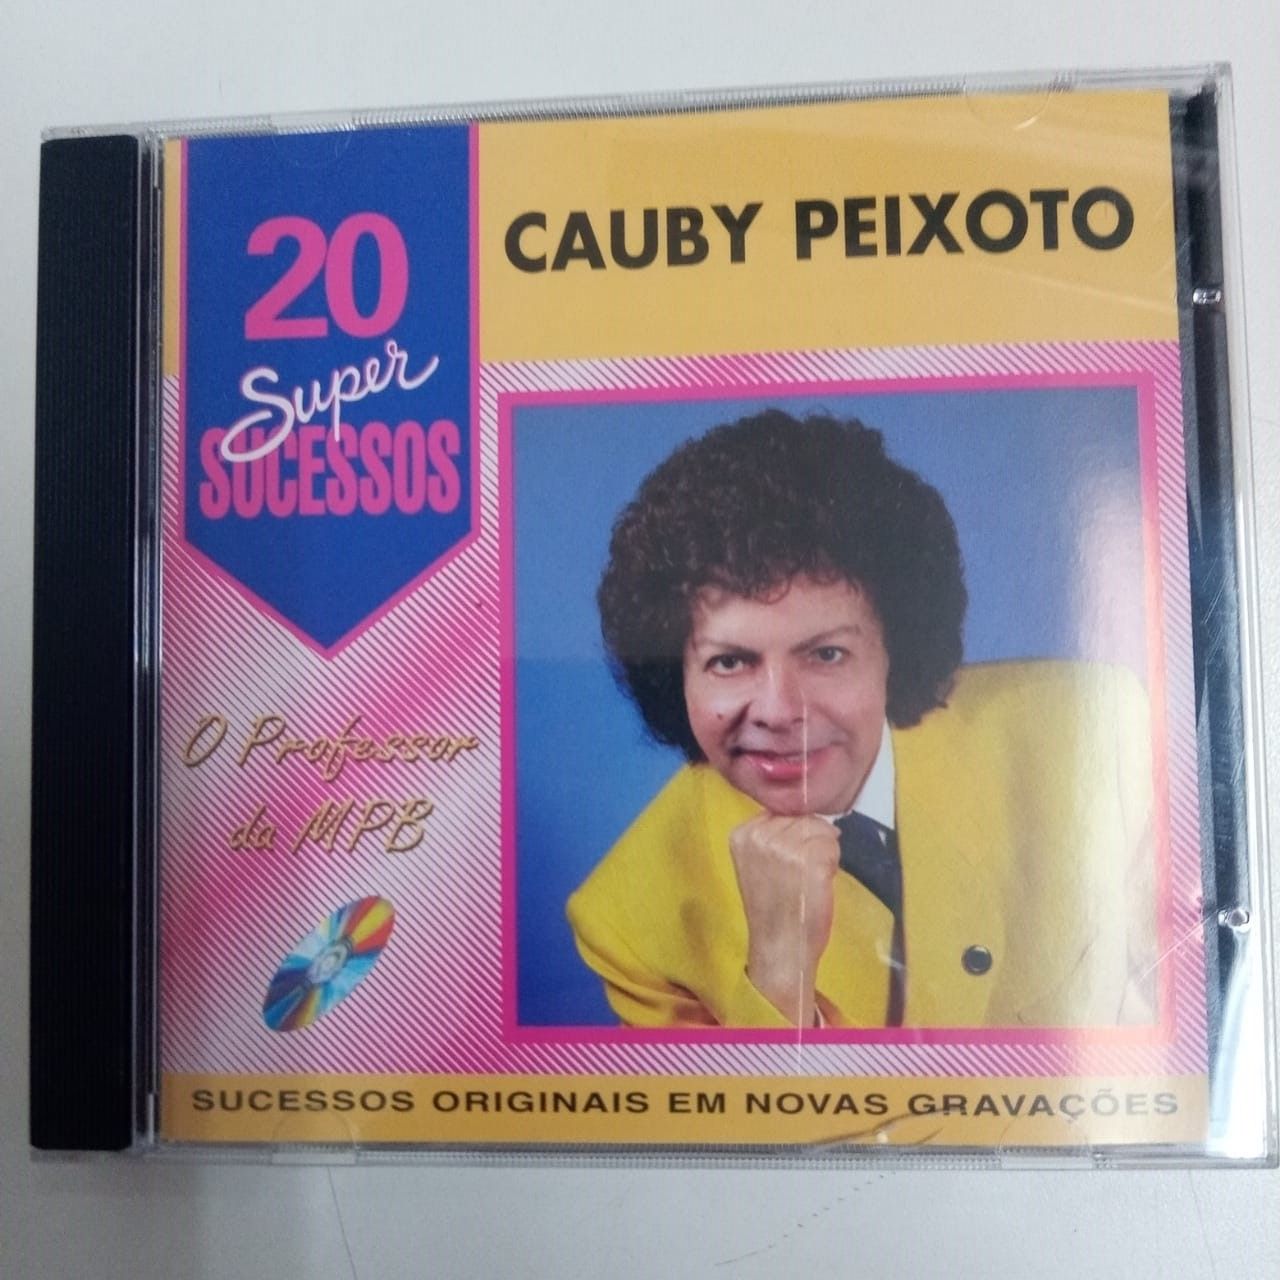 CAUBY PEIXOTO
20
Super
SUCESSOS
O Professor
da MPB
SUCESSOS ORIGINAIS EM NOVAS GRAVAÇÕES